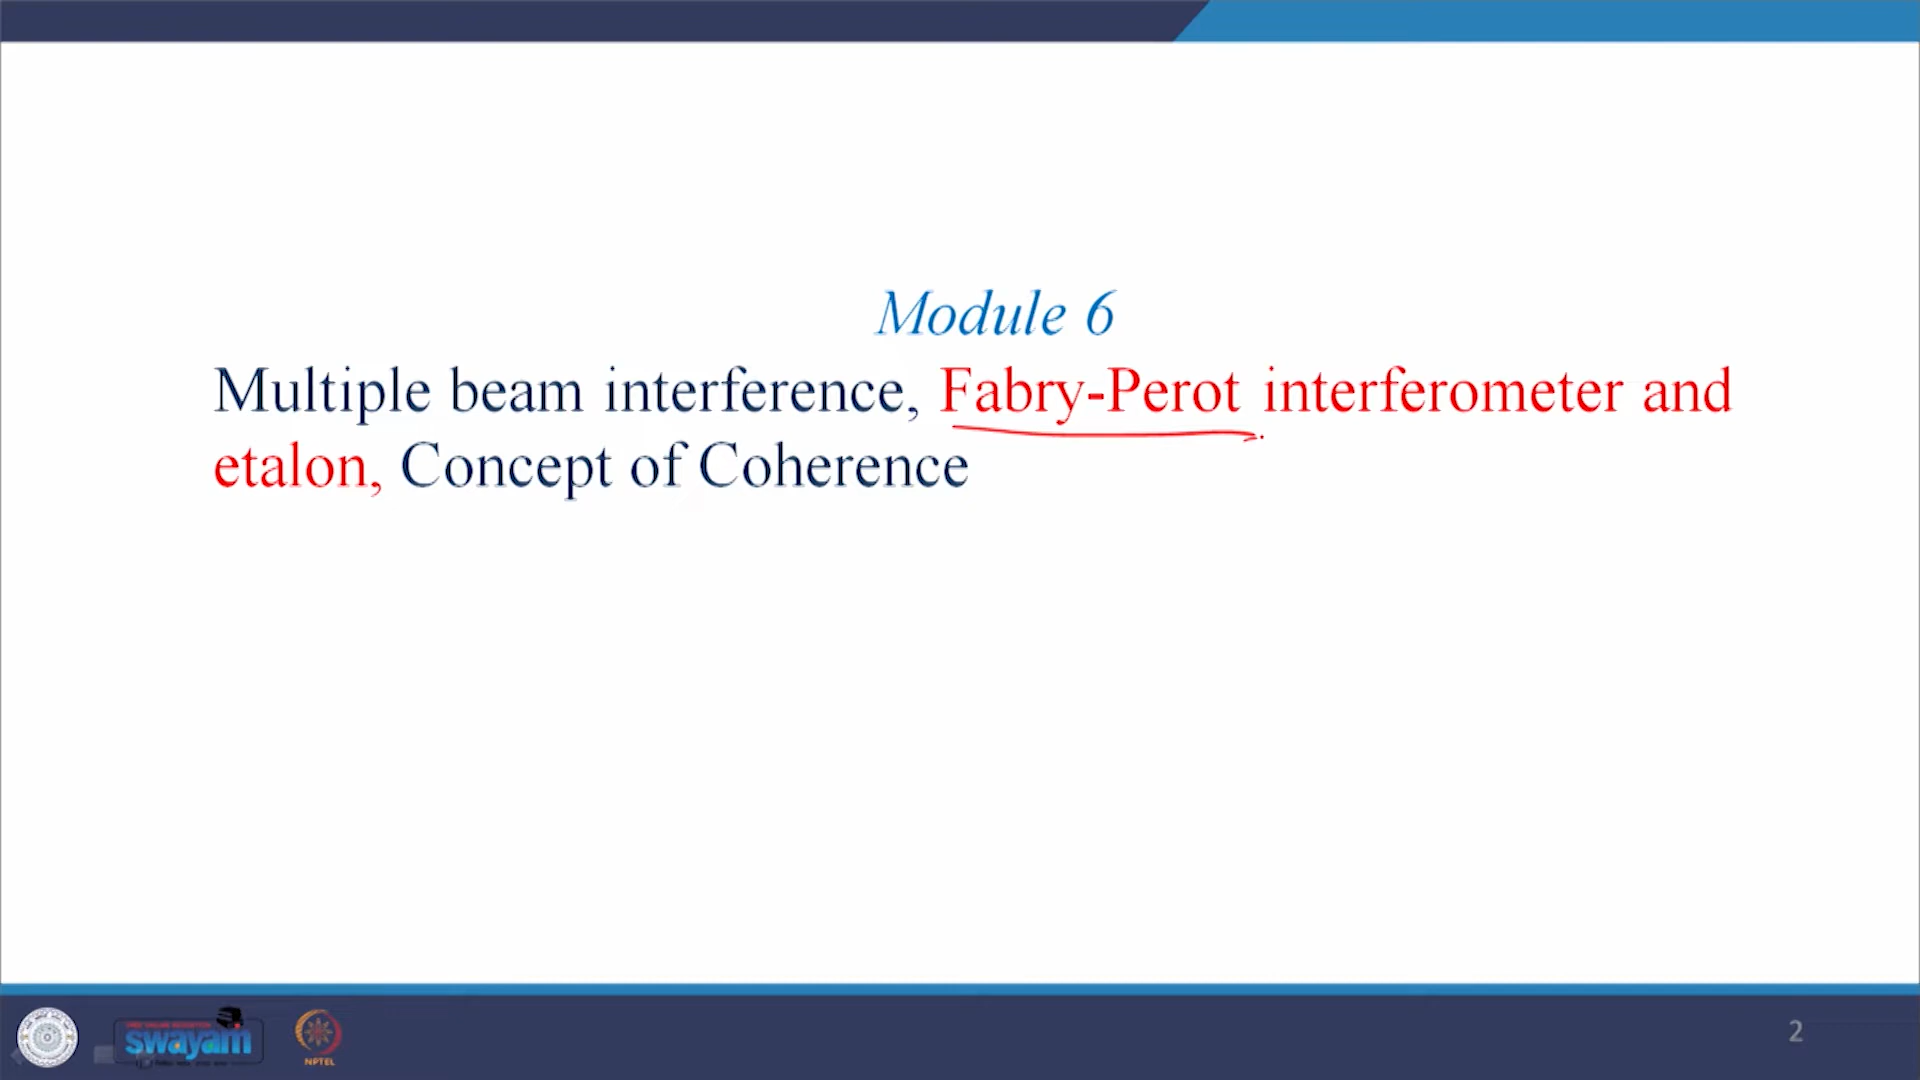 Module 6
Multiple beam interference, Fabry-Perot interferometer and
etalon, Concept of Coherence
swayam
NPTEL
2